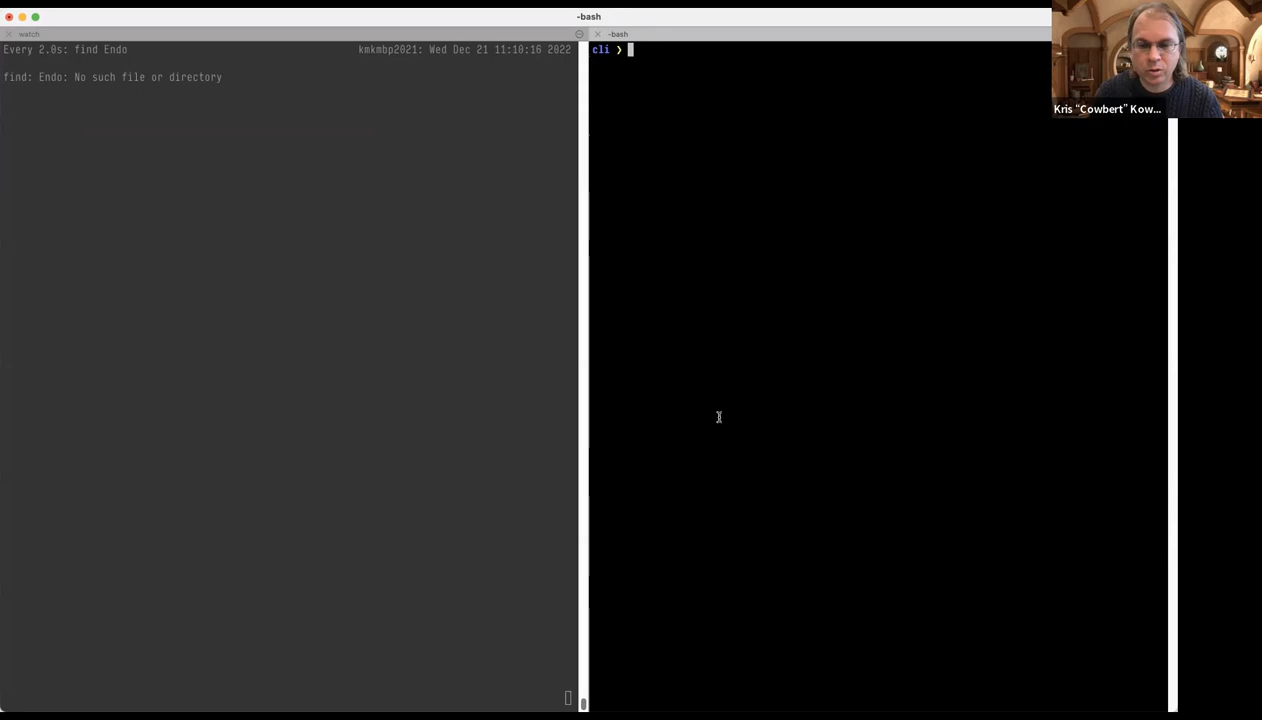 -bash
watch
-bash
Every 2.0s: find Endo
kmkmbp2021: Wed Dec 21 11:10:16 2022
cli ❯
find: Endo: No such file or directory
Kris "Cowbert" Kow...